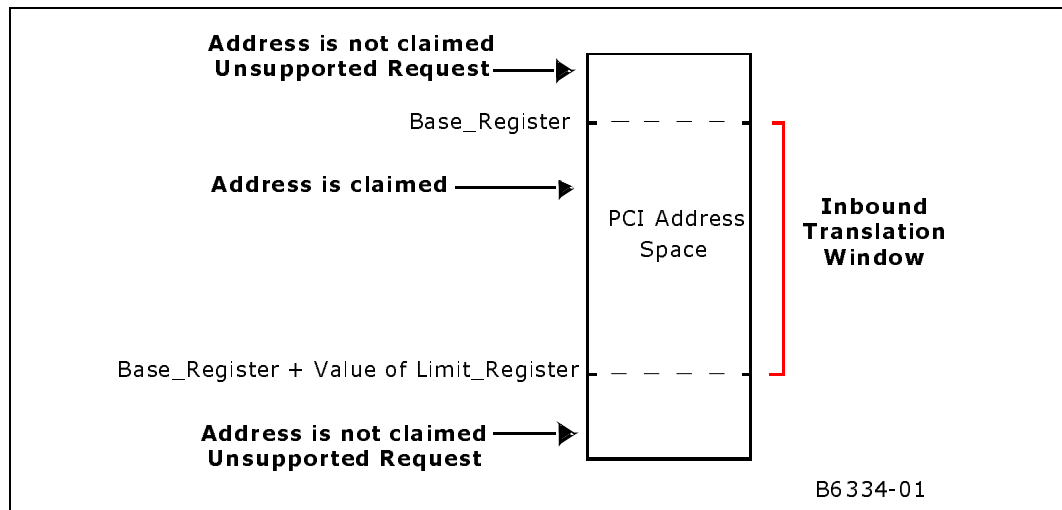 Address is not claimed
Unsupported Request
Base_Register
Address is claimed
PCI Address
Space
Inbound
Translation
Window
Base_Register + Value of Limit_Register
Address is not claimed
Unsupported Request
B6334-01